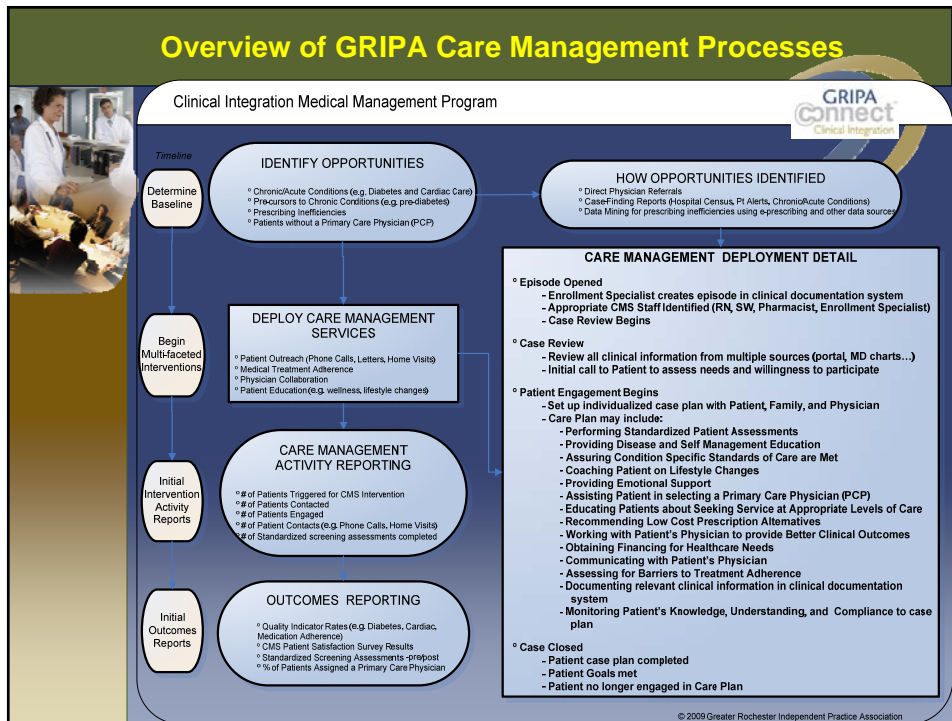 Overview of GRIPA Care Management Processes
Clinical Integration Medical Management Program
GRIPA
connect™
Clinical Integration
Timeline
Determine
Baseline
IDENTIFY OPPORTUNITIES
° Chronic/Acute Conditions (e.g. Diabetes and Cardiac Care)
° Pre-cursors to Chronic Conditions (e.g. pre-diabetes)
° Prescribing Inefficiencies
° Patients without a Primary Care Physician (PCP)
HOW OPPORTUNITIES IDENTIFIED
° Direct Physician Referrals
° Case-Finding Reports (Hospital Census, Pt Alerts, Chronic/Acute Conditions)
° Data Mining for prescribing inefficiencies using e-prescribing and other data sources
Begin
Multi-faceted
Interventions
DEPLOY CARE MANAGEMENT
SERVICES
° Patient Outreach (Phone Calls, Letters, Home Visits)
° Medical Treatment Adherence
° Physician Collaboration
° Patient Education (e.g. wellness, lifestyle changes)
Initial
Intervention
Activity
Reports
CARE MANAGEMENT
ACTIVITY REPORTING
° # of Patients Triggered for CMS Intervention
° # of Patients Contacted
° # of Patients Engaged
° # of Patient Contacts (e.g. Phone Calls, Home Visits)
° # of Standardized screening assessments completed
Initial
Outcomes
Reports
OUTCOMES REPORTING
° Quality Indicator Rates (e.g. Diabetes, Cardiac,
Medication Adherence)
° CMS Patient Satisfaction Survey Results
° Standardized Screening Assessments -pre/post
° % of Patients Assigned a Primary Care Physician
CARE MANAGEMENT DEPLOYMENT DETAIL
° Episode Opened
- Enrollment Specialist creates episode in clinical documentation system
- Appropriate CMS Staff Identified (RN, SW, Pharmacist, Enrollment Specialist)
- Case Review Begins
° Case Review
- Review all clinical information from multiple sources (portal, MD charts…)
- Initial call to Patient to assess needs and willingness to participate
° Patient Engagement Begins
- Set up individualized case plan with Patient, Family, and Physician
- Care Plan may include:
- Performing Standardized Patient Assessments
- Providing Disease and Self Management Education
- Assuring Condition Specific Standards of Care are Met
- Coaching Patient on Lifestyle Changes
- Providing Emotional Support
- Assisting Patient in selecting a Primary Care Physician (PCP)
- Educating Patients about Seeking Service at Appropriate Levels of Care
- Recommending Low Cost Prescription Alternatives
- Working with Patient's Physician to provide Better Clinical Outcomes
- Obtaining Financing for Healthcare Needs
- Communicating with Patient's Physician
- Assessing for Barriers to Treatment Adherence
- Documenting relevant clinical information in clinical documentation
system
- Monitoring Patient's Knowledge, Understanding, and Compliance to case
plan
° Case Closed
- Patient case plan completed
- Patient Goals met
- Patient no longer engaged in Care Plan
© 2009 Greater Rochester Independent Practice Association